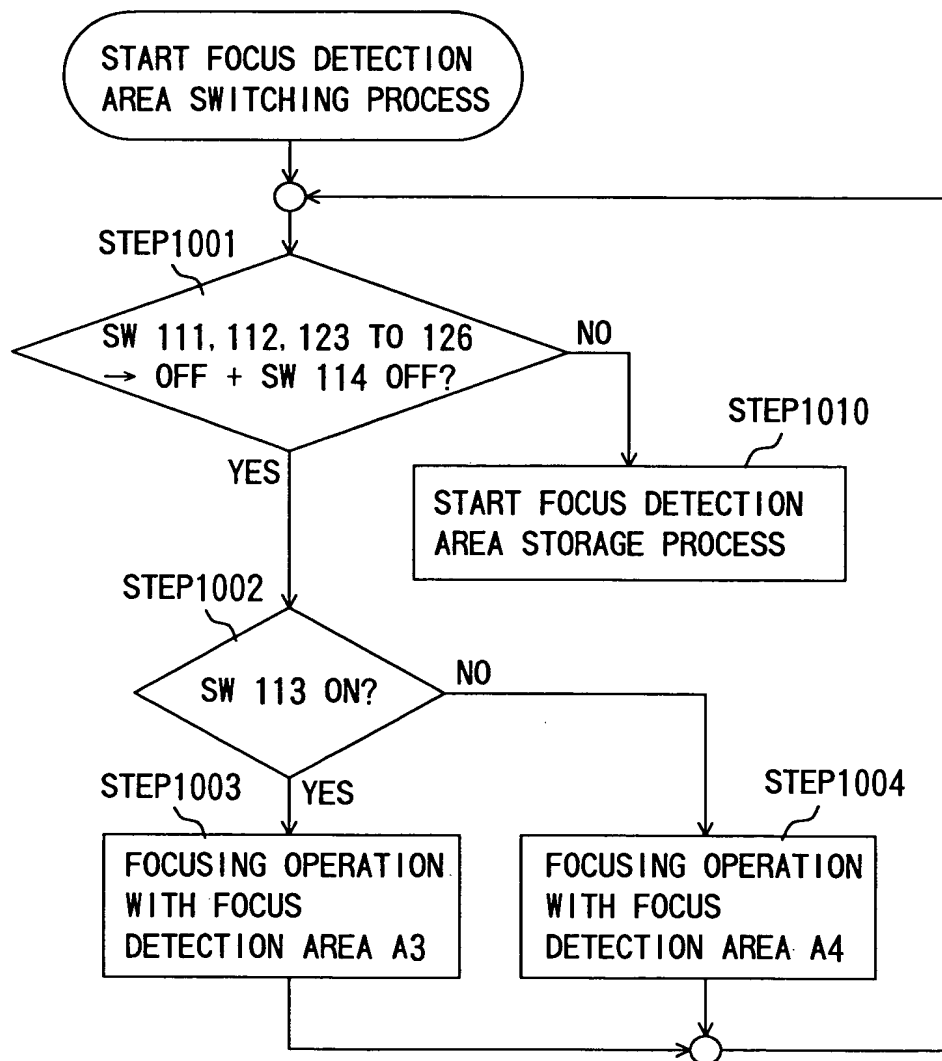 START FOCUS DETECTION
AREA SWITCHING PROCESS
STEP1001
SW 111, 112, 123 TO 126
→ OFF + SW 114 OFF?
NO
YES
STEP1010
START FOCUS DETECTION
AREA STORAGE PROCESS
STEP1002
SW 113 ON?
NO
YES
STEP1003
FOCUSING OPERATION
WITH FOCUS
DETECTION AREA A3
STEP1004
FOCUSING OPERATION
WITH FOCUS
DETECTION AREA A4